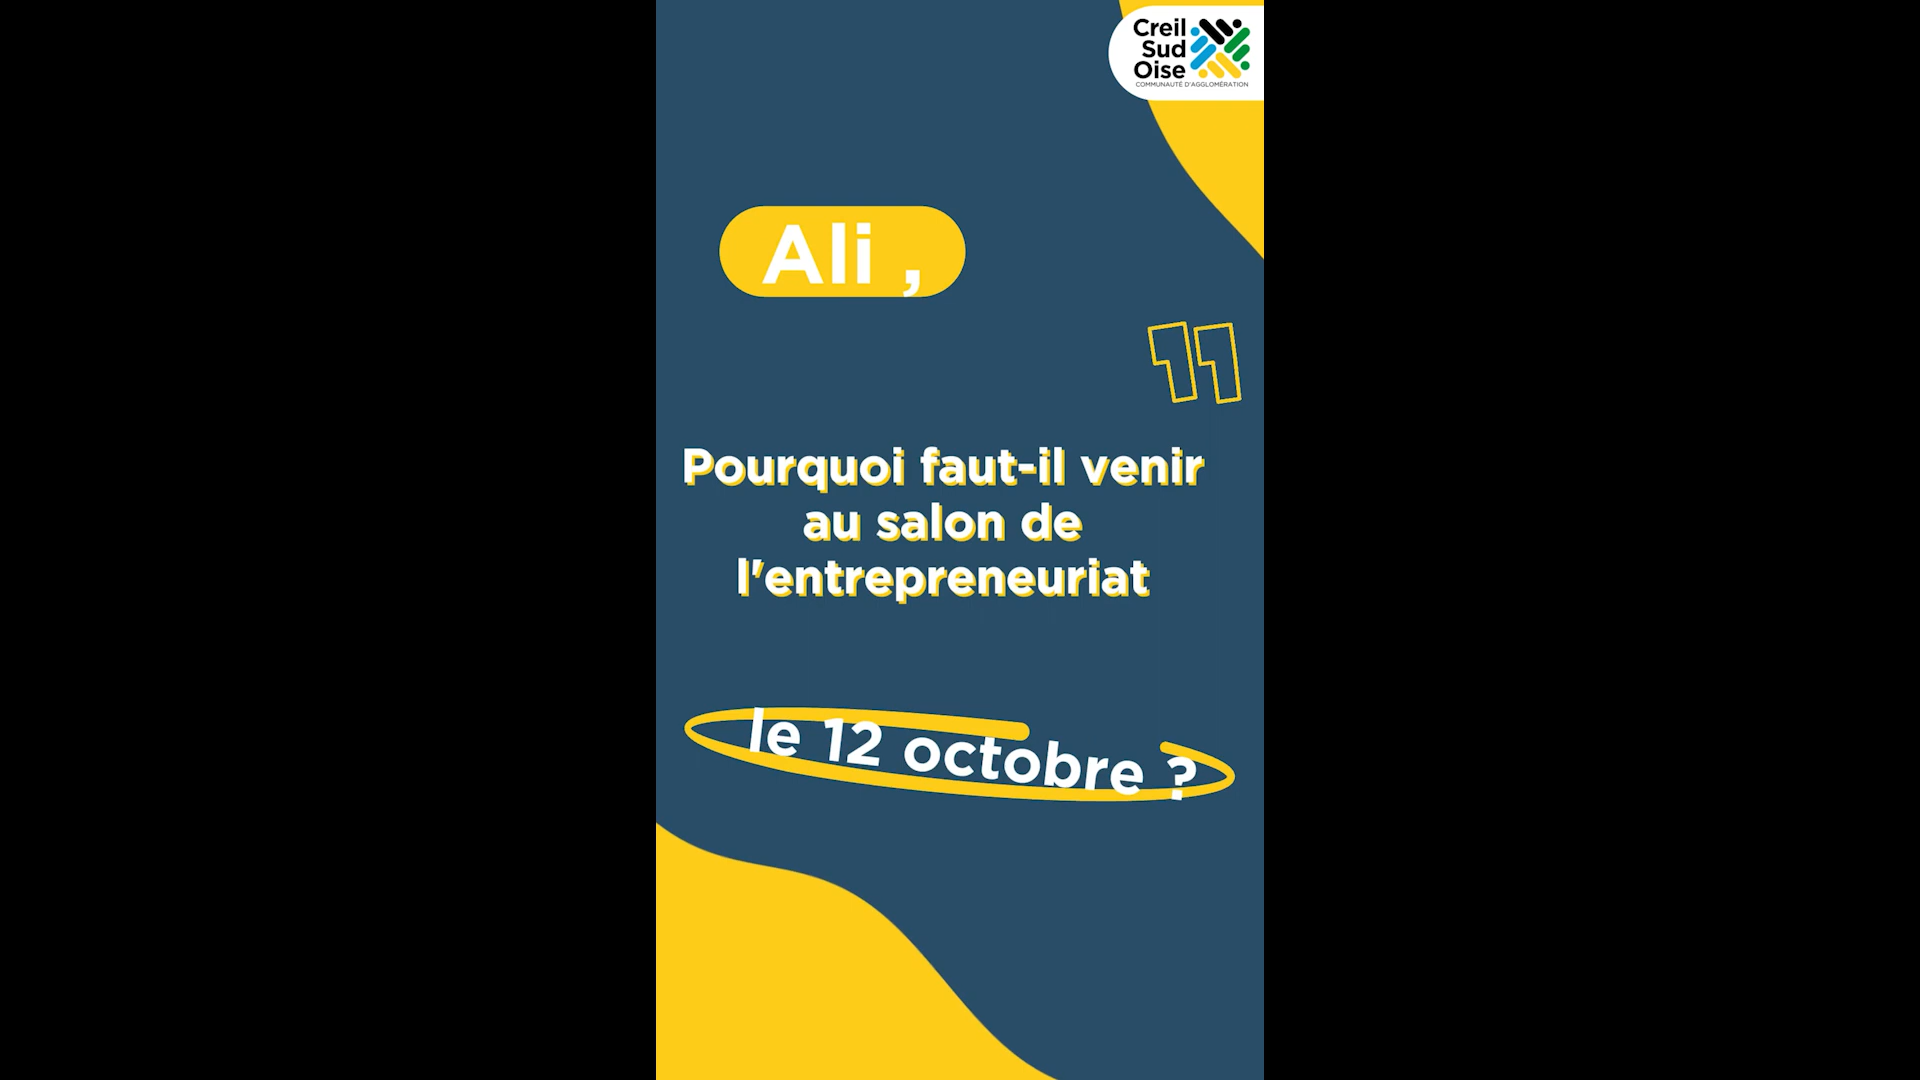 Creil
Sud
Oise
COMMUNAUTÉ D'AGGLOMÉRATION
Ali ,
Pourquoi faut-il venir
au salon de
l'entrepreneuriat
le 12 octobre ?